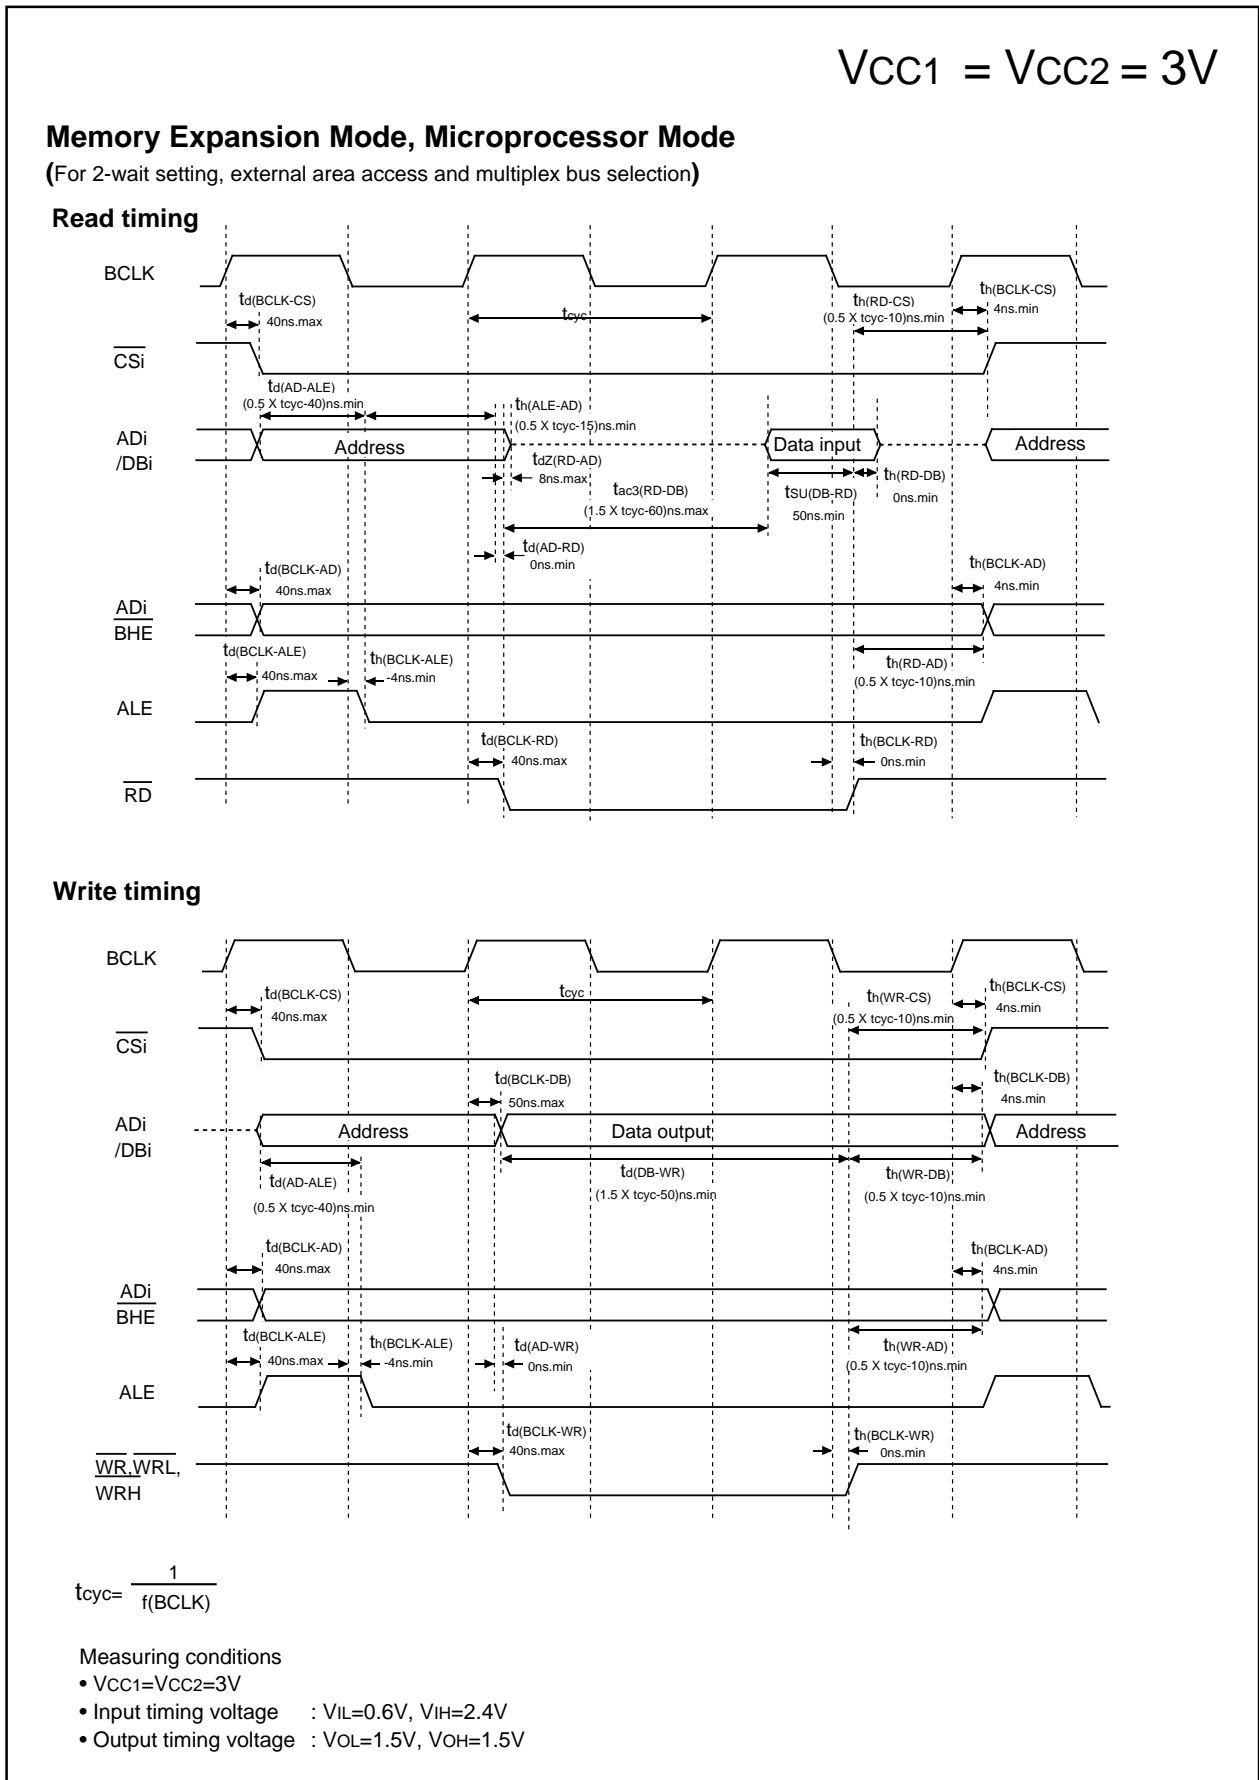 VCC1 = VCC2 = 3V
Memory Expansion Mode, Microprocessor Mode
(For 2-wait setting, external area access and multiplex bus selection)
Read timing
BCLK
td(BCLK-CS)
40ns.max
tcyc
th(RD-CS)
(0.5 X tcyc-10)ns.min
th(BCLK-CS)
4ns.min
CSi
td(AD-ALE)
(0.5 X tcyc-40)ns.min
th(ALE-AD)
(0.5 X tcyc-15)ns.min
ADi
/DBi
Address
Data input
Address
tdZ(RD-AD)
8ns.max
tac3(RD-DB)
(1.5 X tcyc-60)ns.max
tSU(DB-RD)
50ns.min
th(RD-DB)
0ns.min
td(AD-RD)
0ns.min
td(BCLK-AD)
40ns.max
th(BCLK-AD)
4ns.min
ADi
BHE
td(BCLK-ALE)
40ns.max
th(BCLK-ALE)
-4ns.min
th(RD-AD)
(0.5 X tcyc-10)ns.min
ALE
td(BCLK-RD)
40ns.max
th(BCLK-RD)
0ns.min
RD
Write timing
BCLK
td(BCLK-CS)
40ns.max
tcyc
th(WR-CS)
(0.5 X tcyc-10)ns.min
th(BCLK-CS)
4ns.min
CSi
td(BCLK-DB)
50ns.max
th(BCLK-DB)
4ns.min
ADi
/DBi
Address
Data output
Address
td(AD-ALE)
(0.5 X tcyc-40)ns.min
td(DB-WR)
(1.5 X tcyc-50)ns.min
th(WR-DB)
(0.5 X tcyc-10)ns.min
td(BCLK-AD)
40ns.max
th(BCLK-AD)
4ns.min
ADi
BHE
td(BCLK-ALE)
40ns.max
th(BCLK-ALE)
-4ns.min
td(AD-WR)
0ns.min
th(WR-AD)
(0.5 X tcyc-10)ns.min
ALE
td(BCLK-WR)
40ns.max
th(BCLK-WR)
0ns.min
WR,WRL,
WRH
tcyc= 1
f(BCLK)
Measuring conditions
• VCC1=VCC2=3V
• Input timing voltage : VIL=0.6V, VIH=2.4V
• Output timing voltage : VOL=1.5V, VOH=1.5V